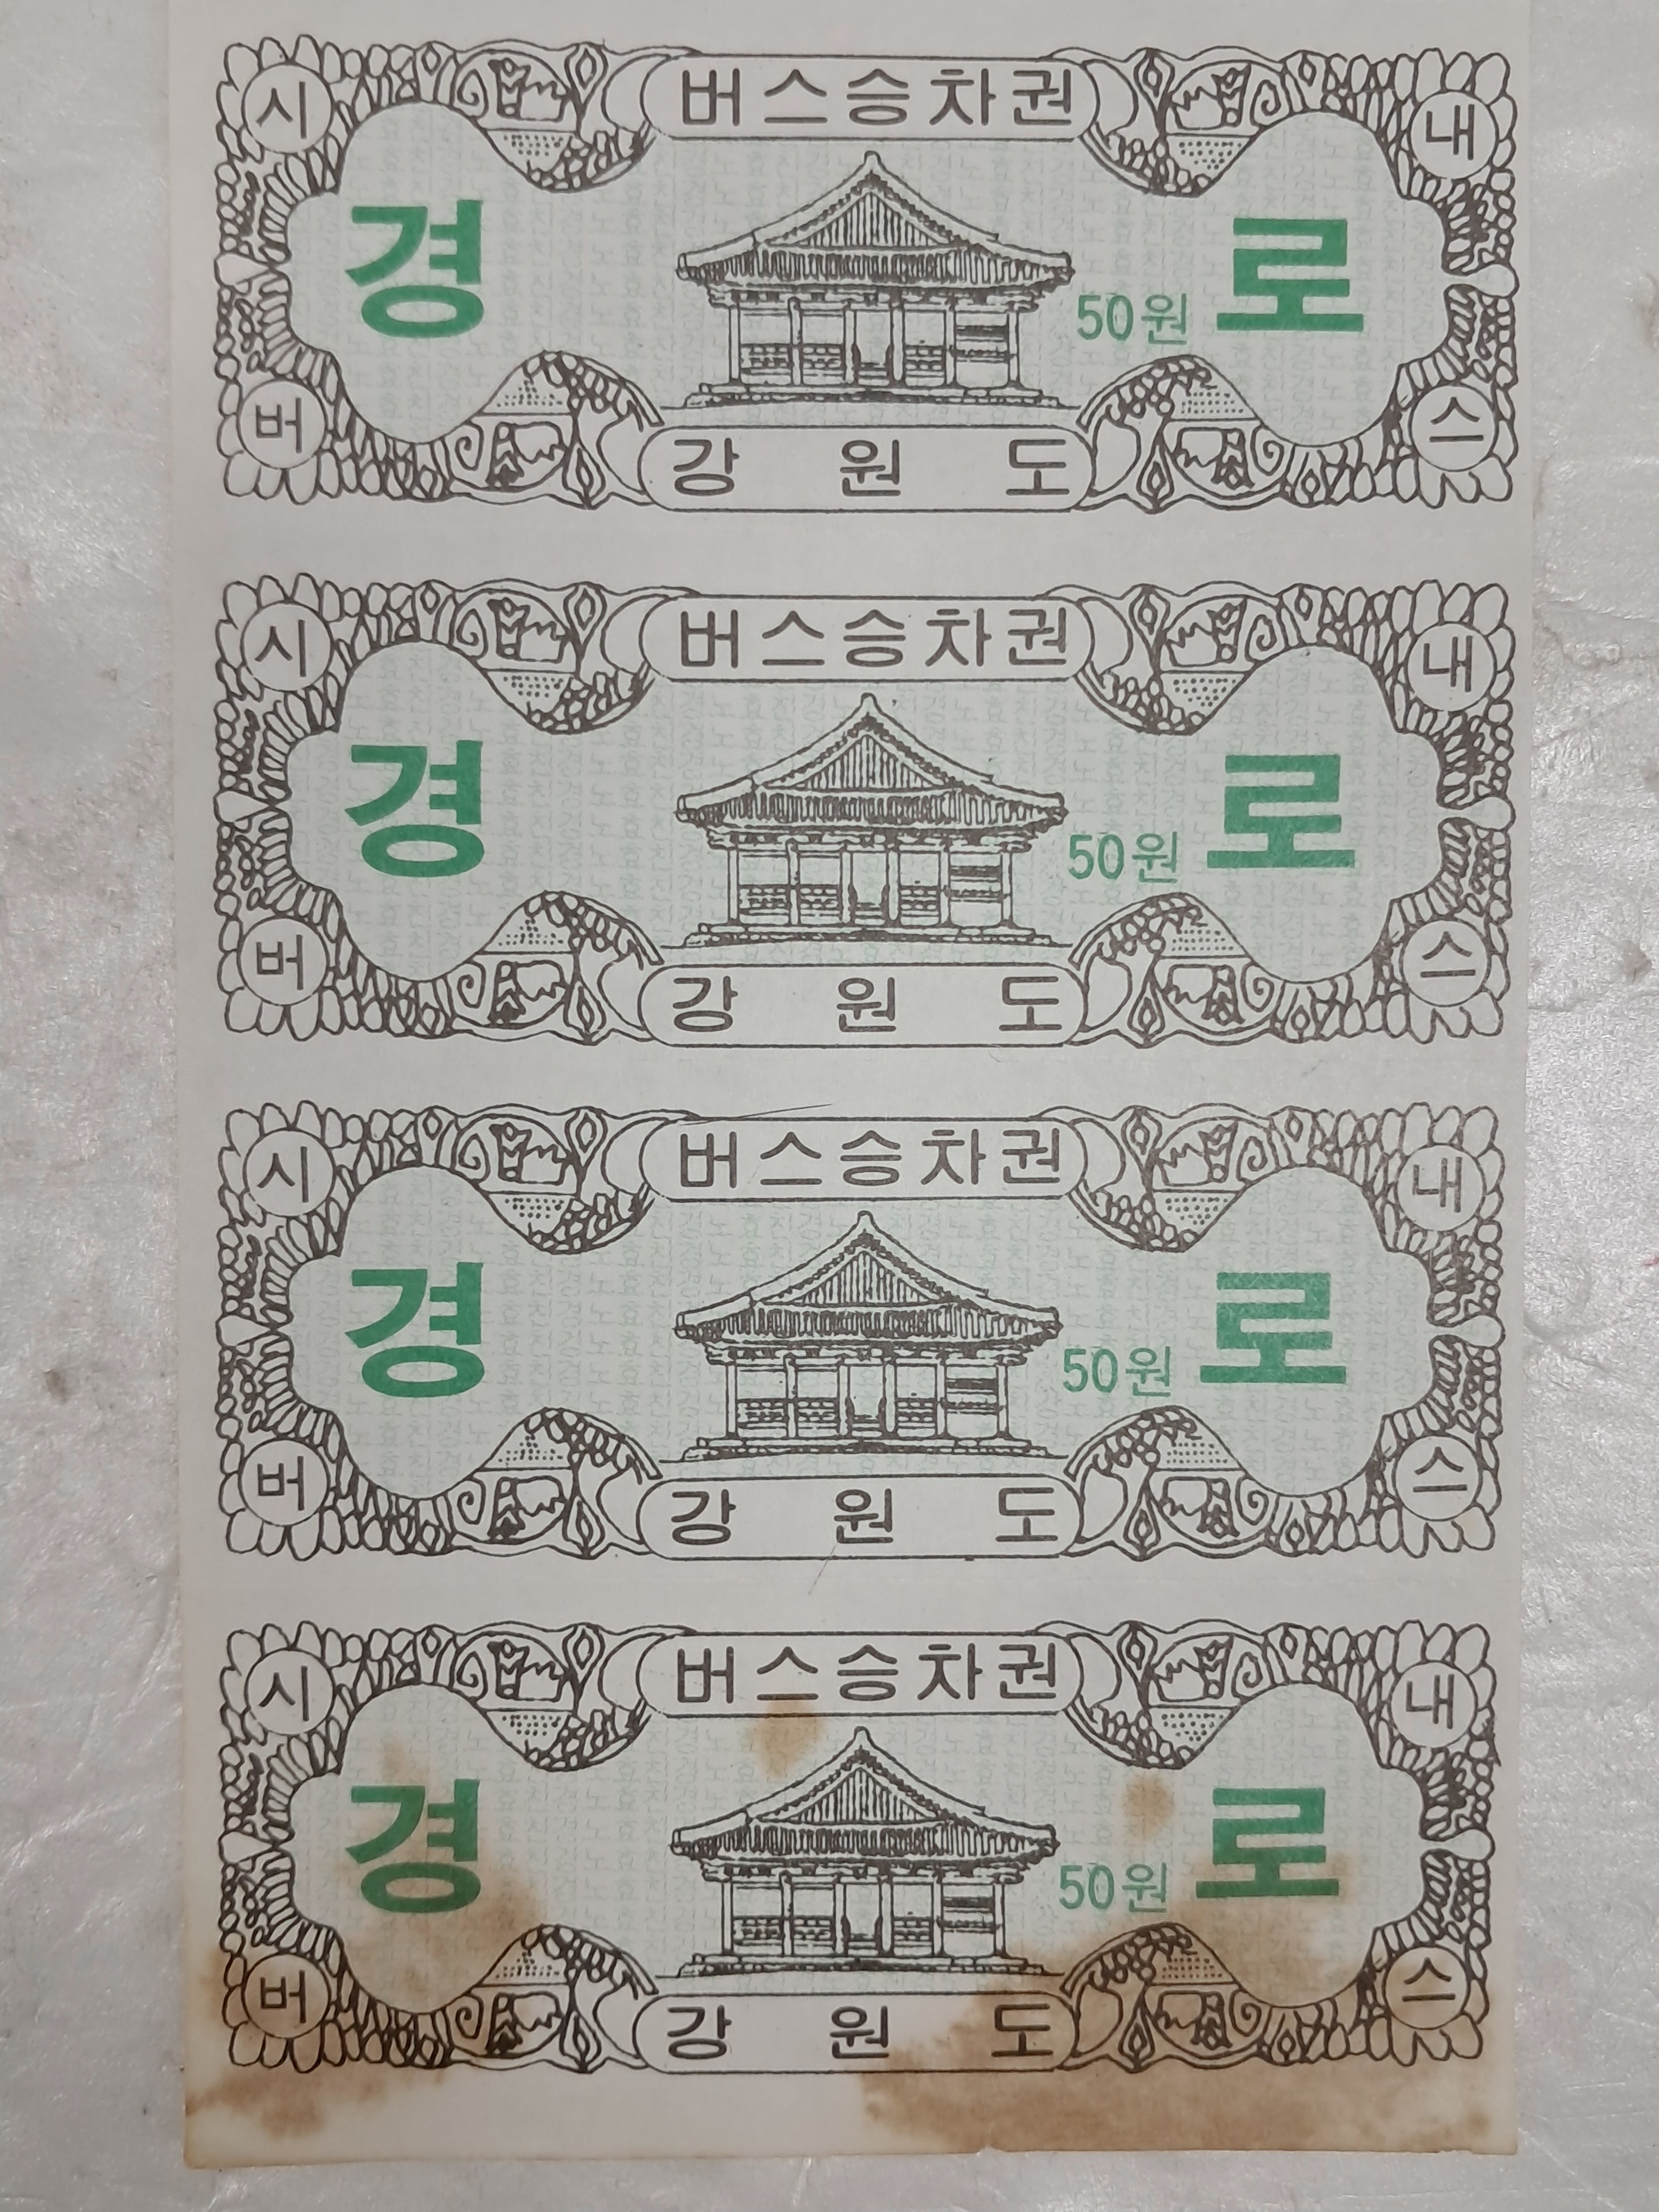 버스승차권
시 내
경 로
50원
버 스
강 원 도
버스승차권
시 내
경 로
50원
버 스
강 원 도
버스승차권
시 내
경 로
50원
버 스
강 원 도
버스승차권
시 내
경 로
50원
버 스
강 원 도